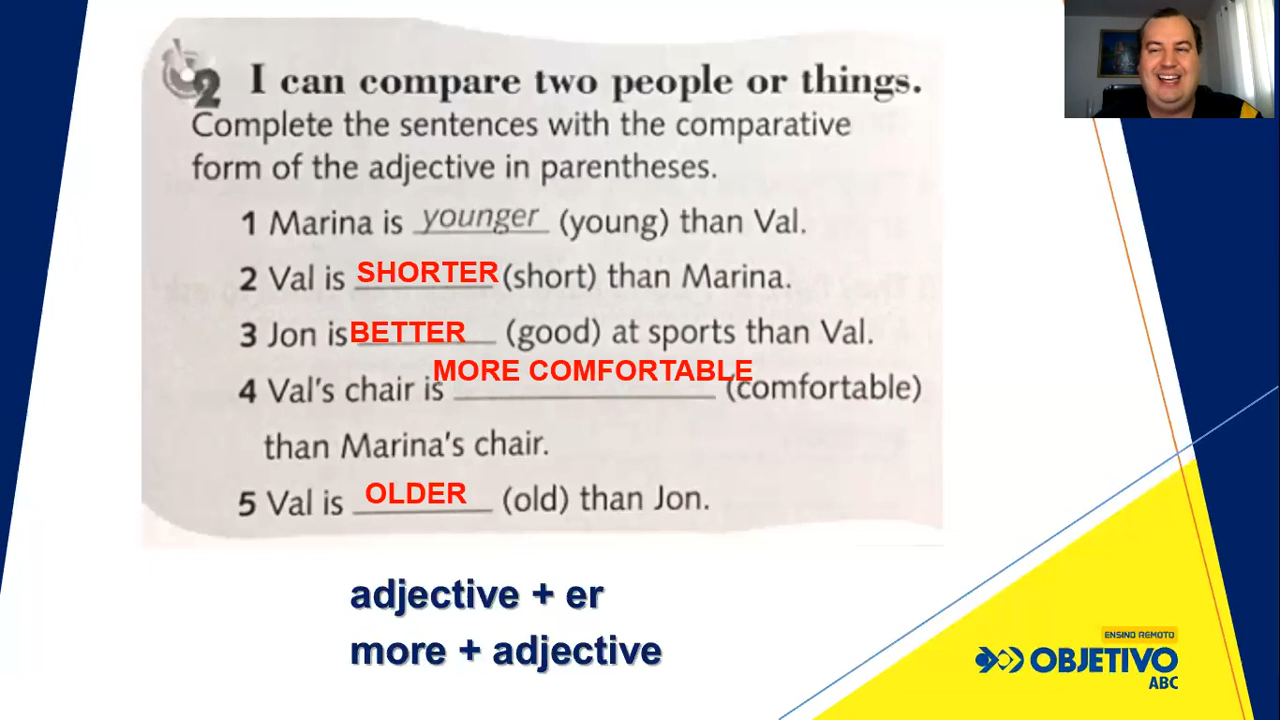 2 I can compare two people or things.
Complete the sentences with the comparative
form of the adjective in parentheses.
1 Marina is younger (young) than Val.
2 Val is SHORTER (short) than Marina.
3 Jon is BETTER (good) at sports than Val.
4 Val's chair is MORE COMFORTABLE (comfortable)
than Marina's chair.
5 Val is OLDER (old) than Jon.
adjective + er
more + adjective
ENSINO REMOTO
OBJETIVO
ABC